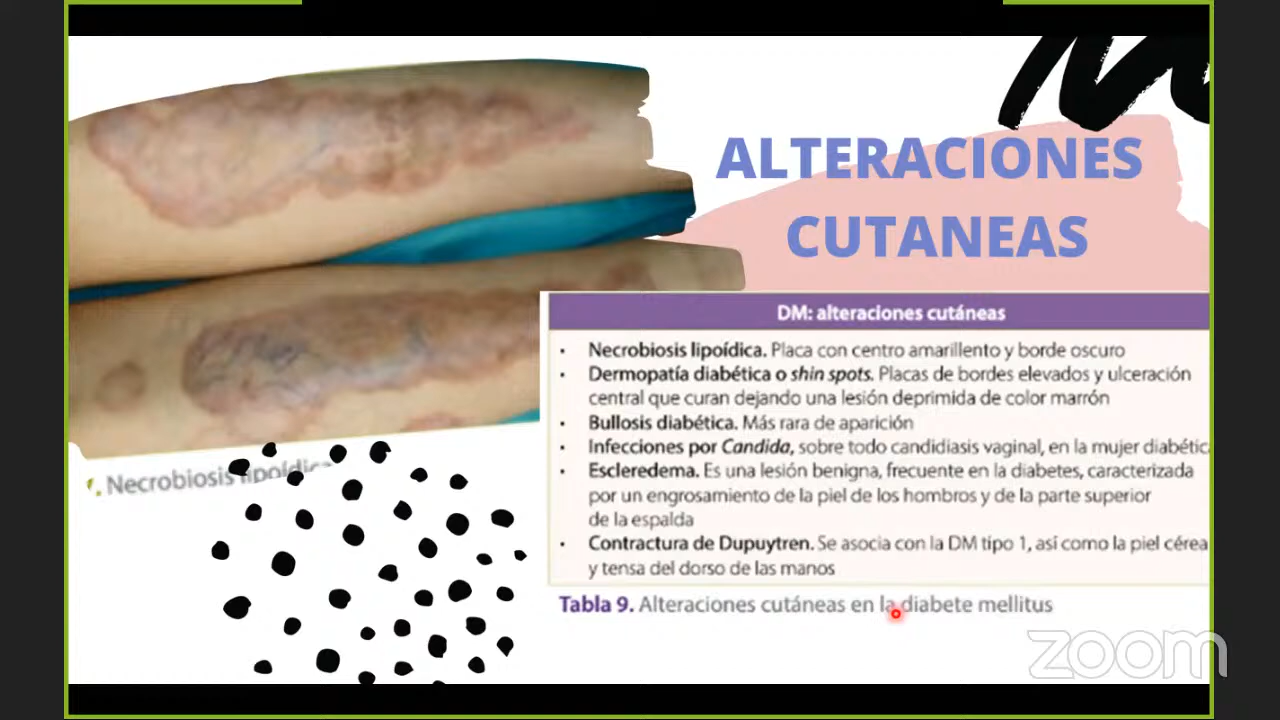 ALTERACIONES
CUTANEAS
DM: alteraciones cutáneas
• Necrobiosis lipoídica. Placa con centro amarillento y borde oscuro
• Dermopatía diabética o shin spots. Placas de bordes elevados y ulceración
central que curan dejando una lesión deprimida de color marrón
• Bullosis diabética. Más rara de aparición
• Infecciones por Candida, sobre todo candidiasis vaginal, en la mujer diabétic
• Escleredema. Es una lesión benigna, frecuente en la diabetes, caracterizada
por un engrosamiento de la piel de los hombros y de la parte superior
de la espalda
• Contractura de Dupuytren. Se asocia con la DM tipo 1, así como la piel cérea
y tensa del dorso de las manos
Tabla 9. Alteraciones cutáneas en la diabete mellitus
. Necrobiosis lipoídica
zoom